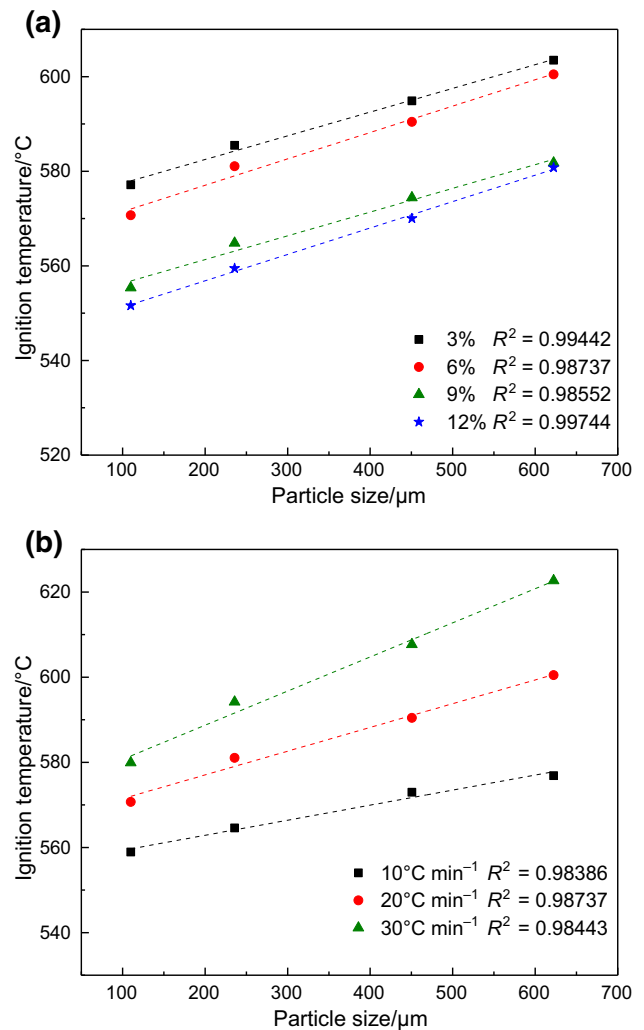 (a)
600
580
560
540
520
Ignition temperature/°C
3% R² = 0.99442
6% R² = 0.98737
9% R² = 0.98552
12% R² = 0.99744
100 200 300 400 500 600 700
Particle size/μm
(b)
620
600
580
560
540
Ignition temperature/°C
10°C min⁻¹ R² = 0.98386
20°C min⁻¹ R² = 0.98737
30°C min⁻¹ R² = 0.98443
100 200 300 400 500 600 700
Particle size/μm